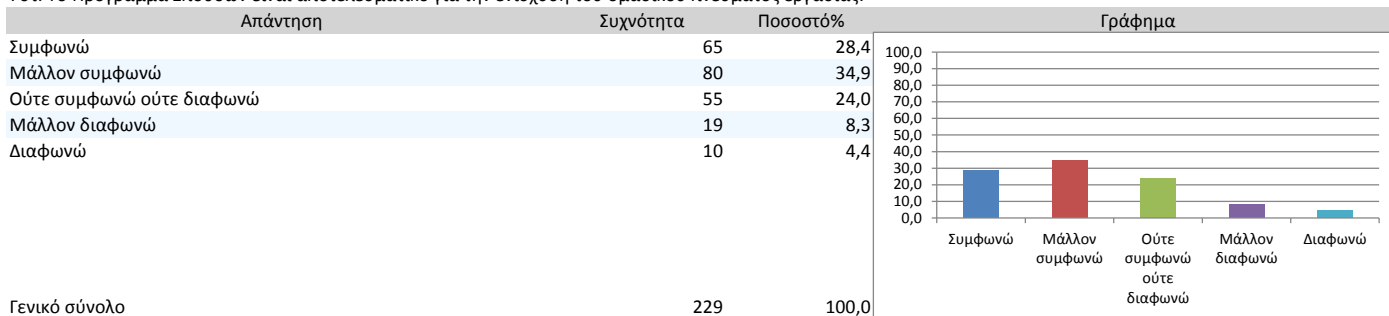 Απάντηση Συχνότητα Ποσοστό% Γράφημα
Συμφωνώ 65 28,4
Μάλλον συμφωνώ 80 34,9
Ούτε συμφωνώ ούτε διαφωνώ 55 24,0
Μάλλον διαφωνώ 19 8,3
Διαφωνώ 10 4,4
100,0
90,0
80,0
70,0
60,0
50,0
40,0
30,0
20,0
10,0
0,0
Συμφωνώ Μάλλον Ούτε Μάλλον Διαφωνώ
συμφωνώ συμφωνώ διαφωνώ
ούτε
διαφωνώ
Γενικό σύνολο 229 100,0